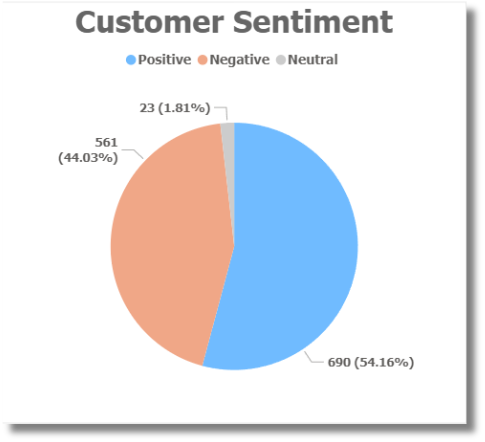 Customer Sentiment
Positive Negative Neutral
23 (1.81%)
561
(44.03%)
690 (54.16%)